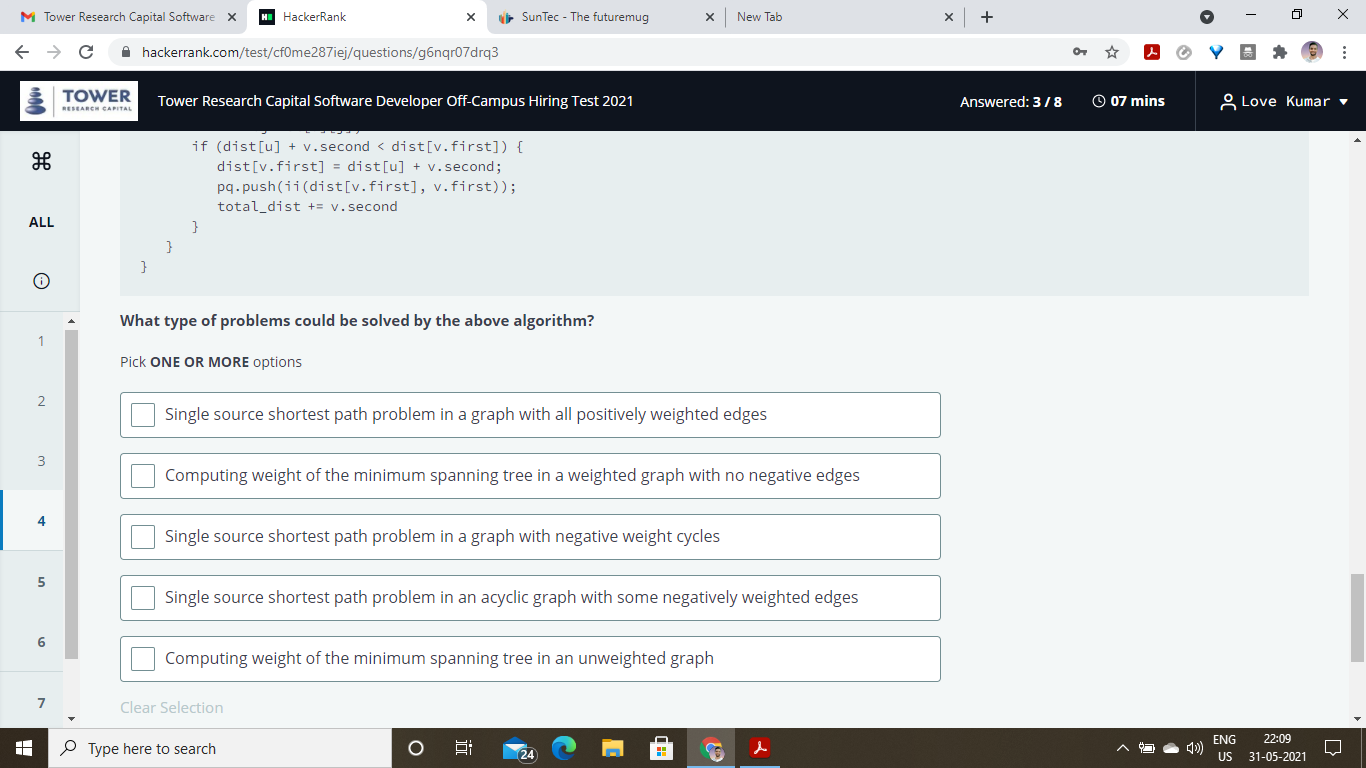 Tower Research Capital Software
HackerRank
SunTec - The futuremug
New Tab
hackerrank.com/test/cf0me287iej/questions/g6nqr07drq3
TOWER
RESEARCH CAPITAL
Tower Research Capital Software Developer Off-Campus Hiring Test 2021
Answered: 3 / 8
07 mins
Love Kumar
if (dist[u] + v.second < dist[v.first]) {
dist[v.first] = dist[u] + v.second;
pq.push(ii(dist[v.first], v.first));
total_dist += v.second
}
}
}
ALL
1
2
3
4
5
6
7
What type of problems could be solved by the above algorithm?
Pick ONE OR MORE options
Single source shortest path problem in a graph with all positively weighted edges
Computing weight of the minimum spanning tree in a weighted graph with no negative edges
Single source shortest path problem in a graph with negative weight cycles
Single source shortest path problem in an acyclic graph with some negatively weighted edges
Computing weight of the minimum spanning tree in an unweighted graph
Clear Selection
Type here to search
24
ENG
US
22:09
31-05-2021